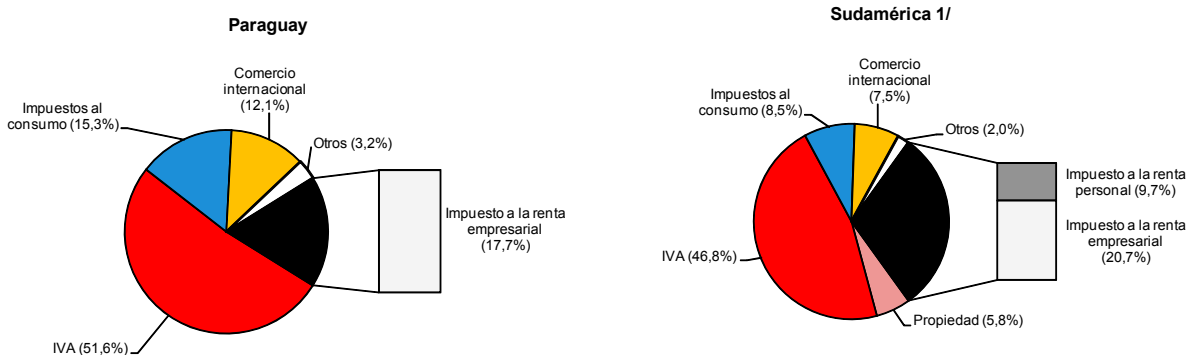 Paraguay
Comercio
internacional
(12,1%)
Impuestos al
consumo (15,3%)
Otros (3,2%)
Impuesto a la renta
empresarial
(17,7%)
IVA (51,6%)
Sudamérica 1/
Comercio
internacional
(7,5%)
Impuestos al
consumo (8,5%)
Otros (2,0%)
Impuesto a la renta
personal (9,7%)
Impuesto a la renta
empresarial
(20,7%)
IVA (46,8%)
Propiedad (5,8%)